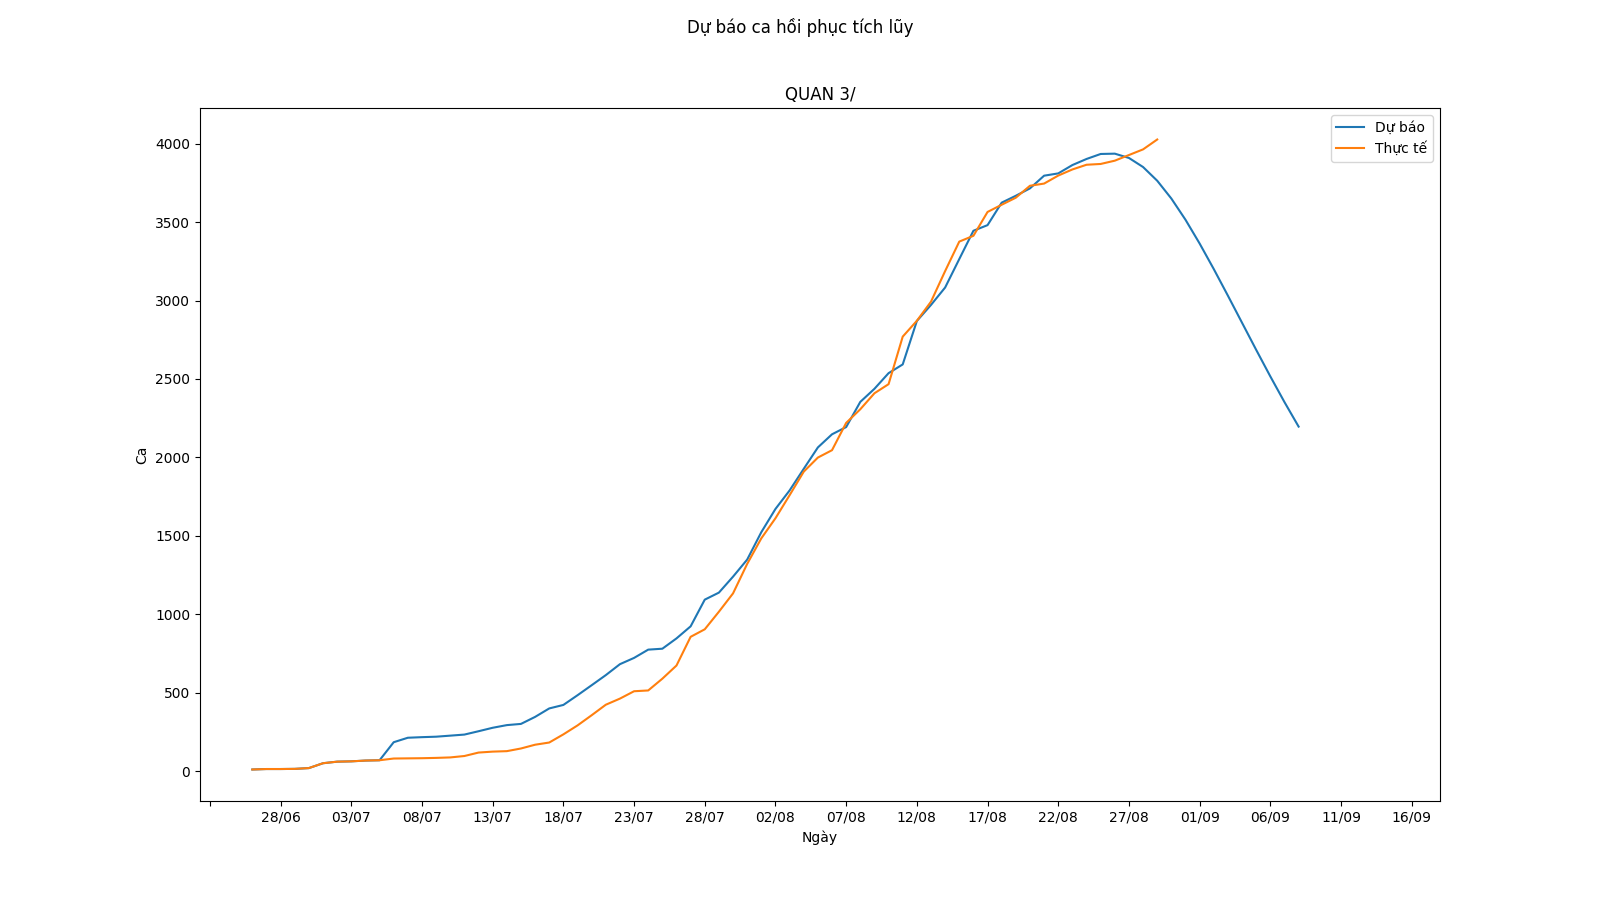 Dự báo ca hồi phục tích lũy
QUAN 3/
Dự báo
Thực tế
4000
3500
3000
2500
2000
1500
1000
500
0
Ca
28/06 03/07 08/07 13/07 18/07 23/07 28/07 02/08 07/08 12/08 17/08 22/08 27/08 01/09 06/09 11/09 16/09
Ngày